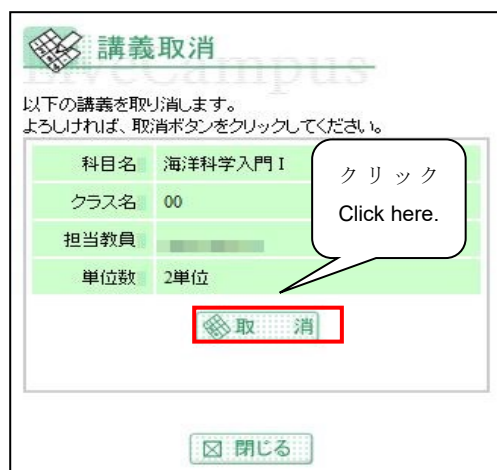 講義取消
LiveCampus
以下の講義を取り消します。
よろしければ、取消ボタンをクリックしてください。
科目名 海洋科学入門 I
クラス名 00
担当教員
単位数 2単位
クリック
Click here.
取 消
閉じる